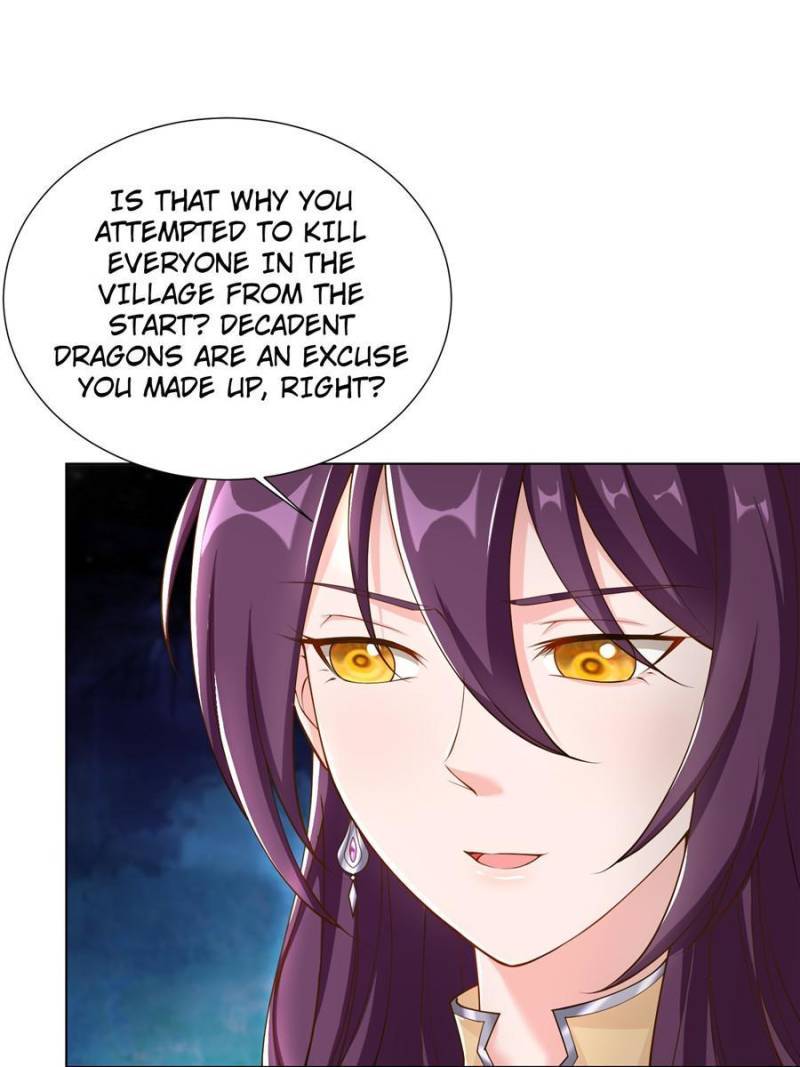 IS THAT WHY YOU
ATTEMPTED TO KILL
EVERYONE IN THE
VILLAGE FROM THE
START? DECADENT
DRAGONS ARE AN EXCUSE
YOU MADE UP, RIGHT?